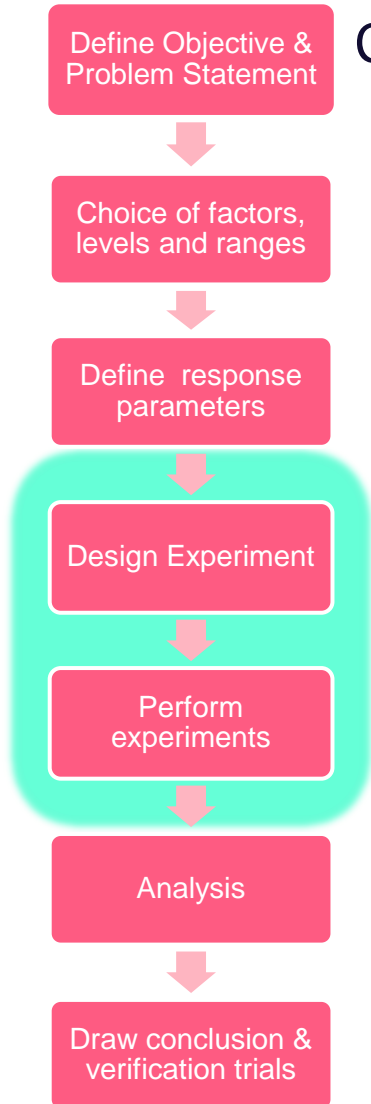 Define Objective &
Problem Statement
Choice of factors,
levels and ranges
Define response
parameters
Design Experiment
Perform
experiments
Analysis
Draw conclusion &
verification trials